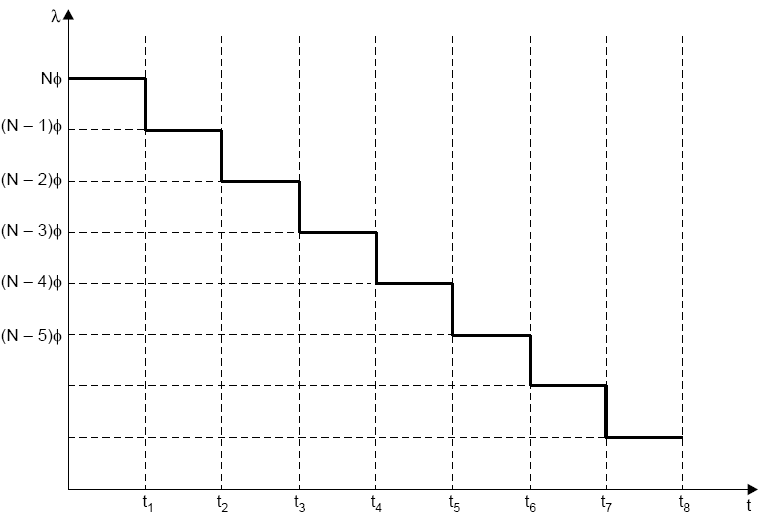 λ
Nϕ
(N – 1)ϕ
(N – 2)ϕ
(N – 3)ϕ
(N – 4)ϕ
(N – 5)ϕ
t₁ t₂ t₃ t₄ t₅ t₆ t₇ t₈ t